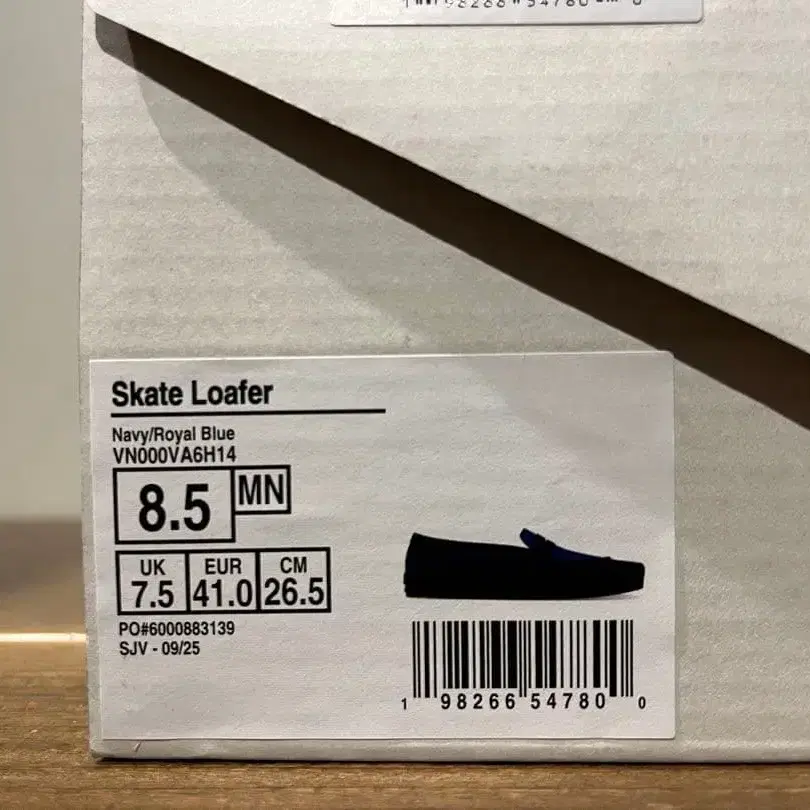 Skate Loafer
Navy/Royal Blue
VN000VA6H14
8.5 MN
UK EUR CM
7.5 41.0 26.5
PO#6000883139
SJV - 09/25
1 98266 54780 0